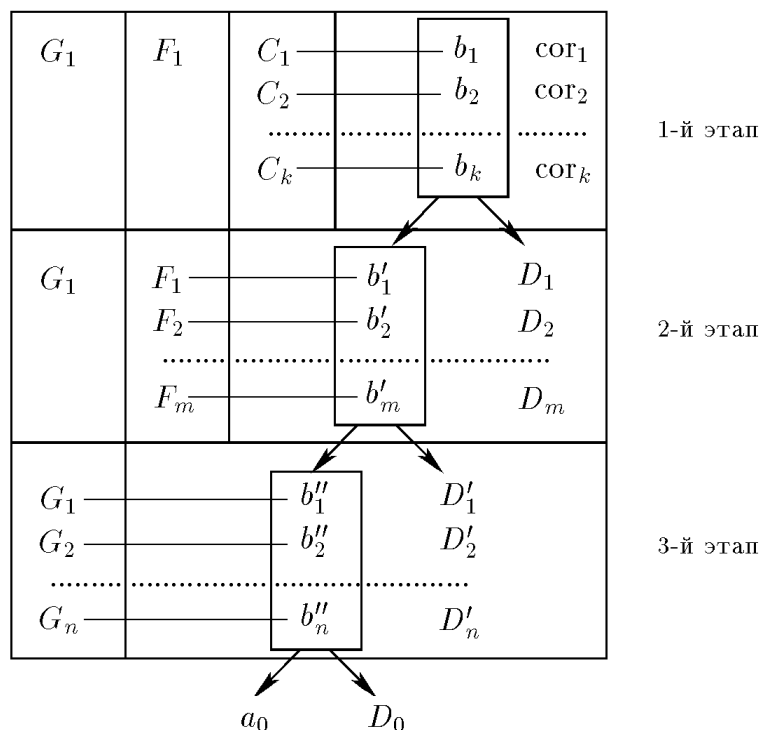 G₁ F₁ C₁ b₁ cor₁
C₂ b₂ cor₂
1-й этап
Cₖ bₖ corₖ
G₁ F₁ b′₁ D₁
F₂ b′₂ D₂ 2-й этап
Fₘ b′ₘ Dₘ
G₁ b″₁ D′₁
G₂ b″₂ D′₂ 3-й этап
Gₙ b″ₙ D′ₙ
a₀ D₀